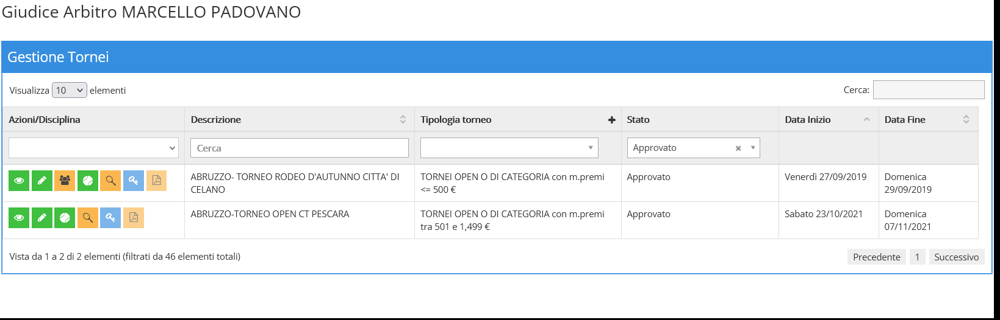 Giudice Arbitro MARCELLO PADOVANO
Gestione Tornei
Visualizza 10 elementi
Cerca:
Azioni/Disciplina Descrizione Tipologia torneo Stato Data Inizio Data Fine
Cerca Approvato
ABRUZZO- TORNEO RODEO D'AUTUNNO CITTA' DI TORNEI OPEN O DI CATEGORIA con m.premi Approvato Venerdì 27/09/2019 Domenica
CELANO <= 500 € 29/09/2019
ABRUZZO-TORNEO OPEN CT PESCARA TORNEI OPEN O DI CATEGORIA con m.premi Approvato Sabato 23/10/2021 Domenica
tra 501 e 1,499 € 07/11/2021
Vista da 1 a 2 di 2 elementi (filtrati da 46 elementi totali)
Precedente 1 Successivo